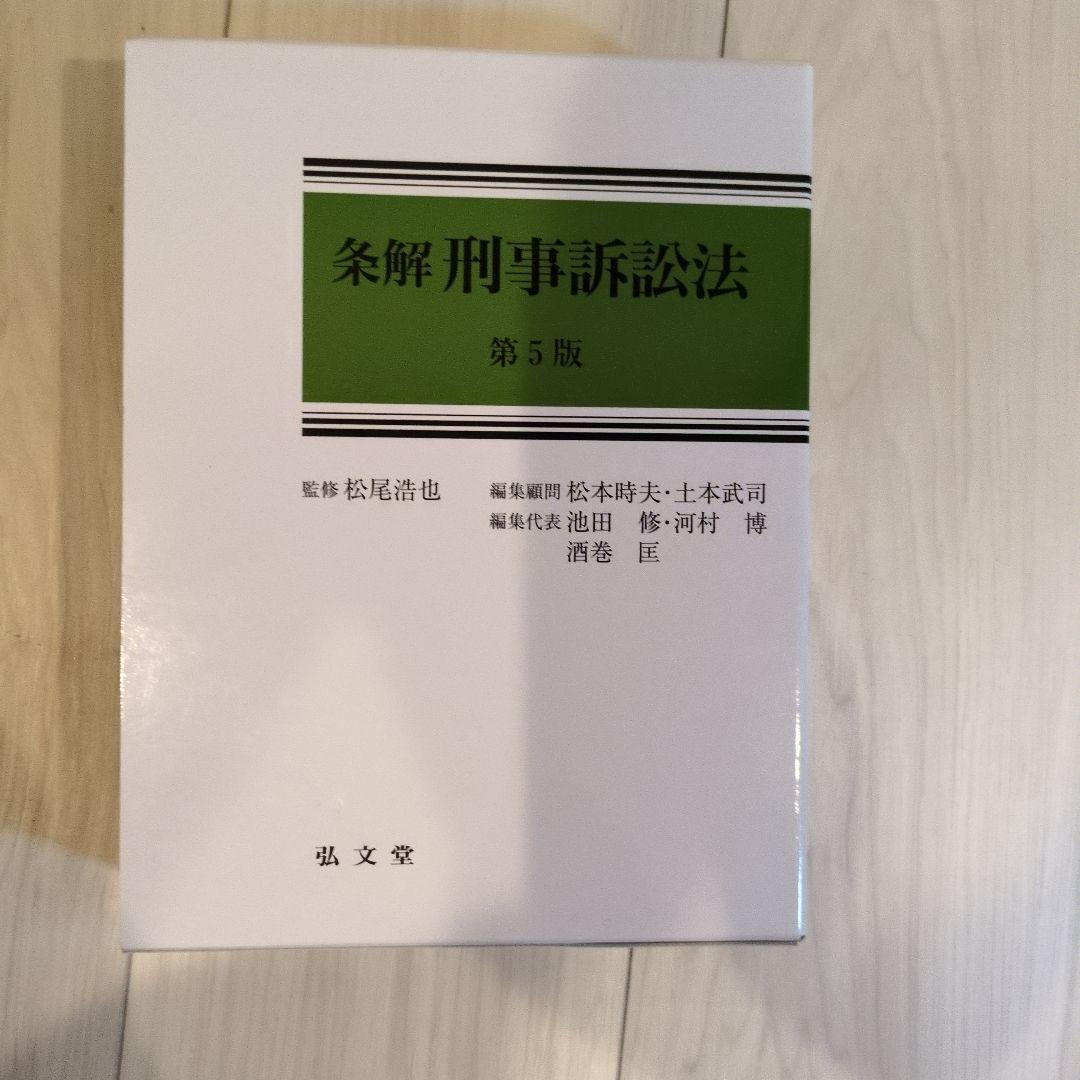 条解 刑事訴訟法
第5版
監修 松尾浩也
編集顧問 松本時夫・土本武司
編集代表 池田 修・河村 博
酒巻 匡
弘文堂